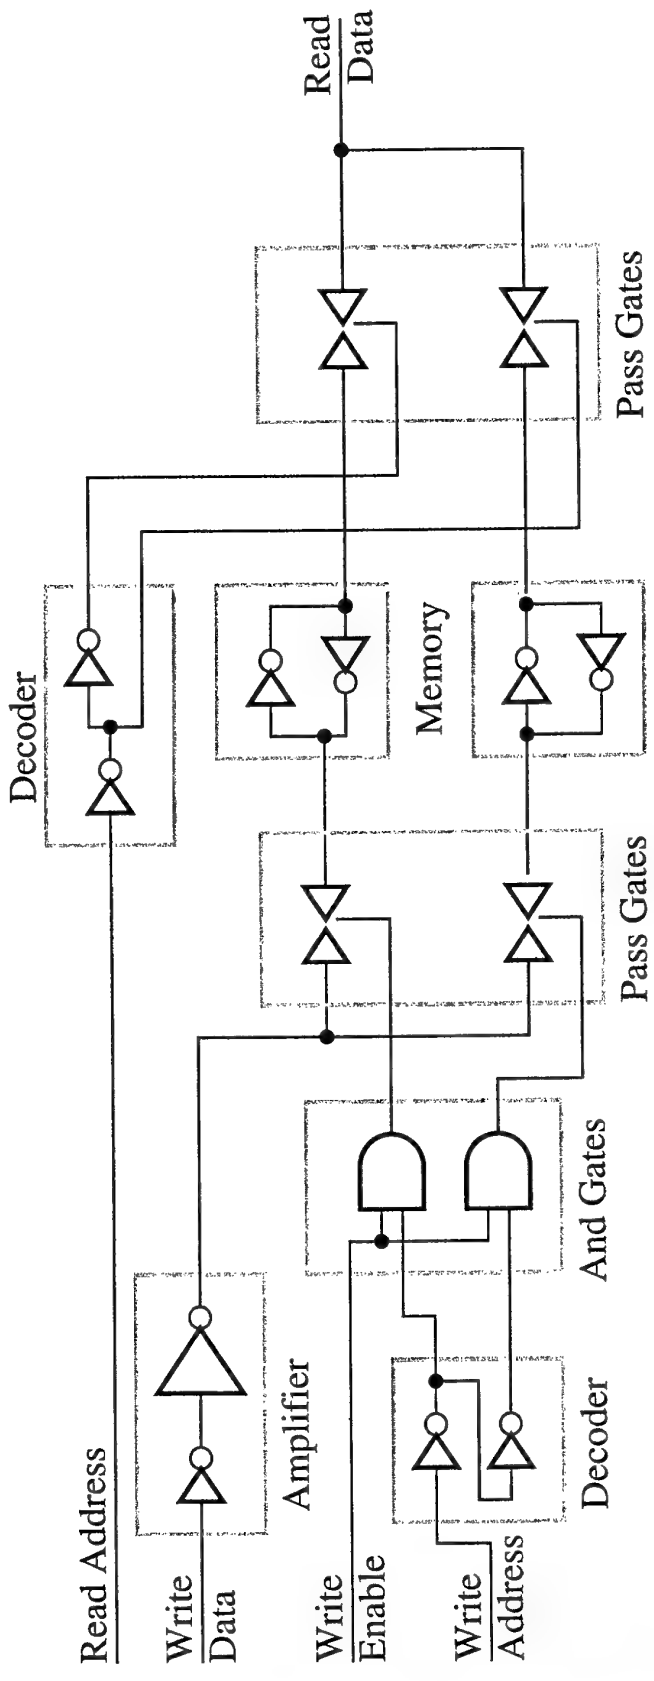 Read Address
Write
Data
Write
Enable
Write
Address
Amplifier
Decoder
And Gates
Decoder
Pass Gates
Memory
Pass Gates
Read
Data